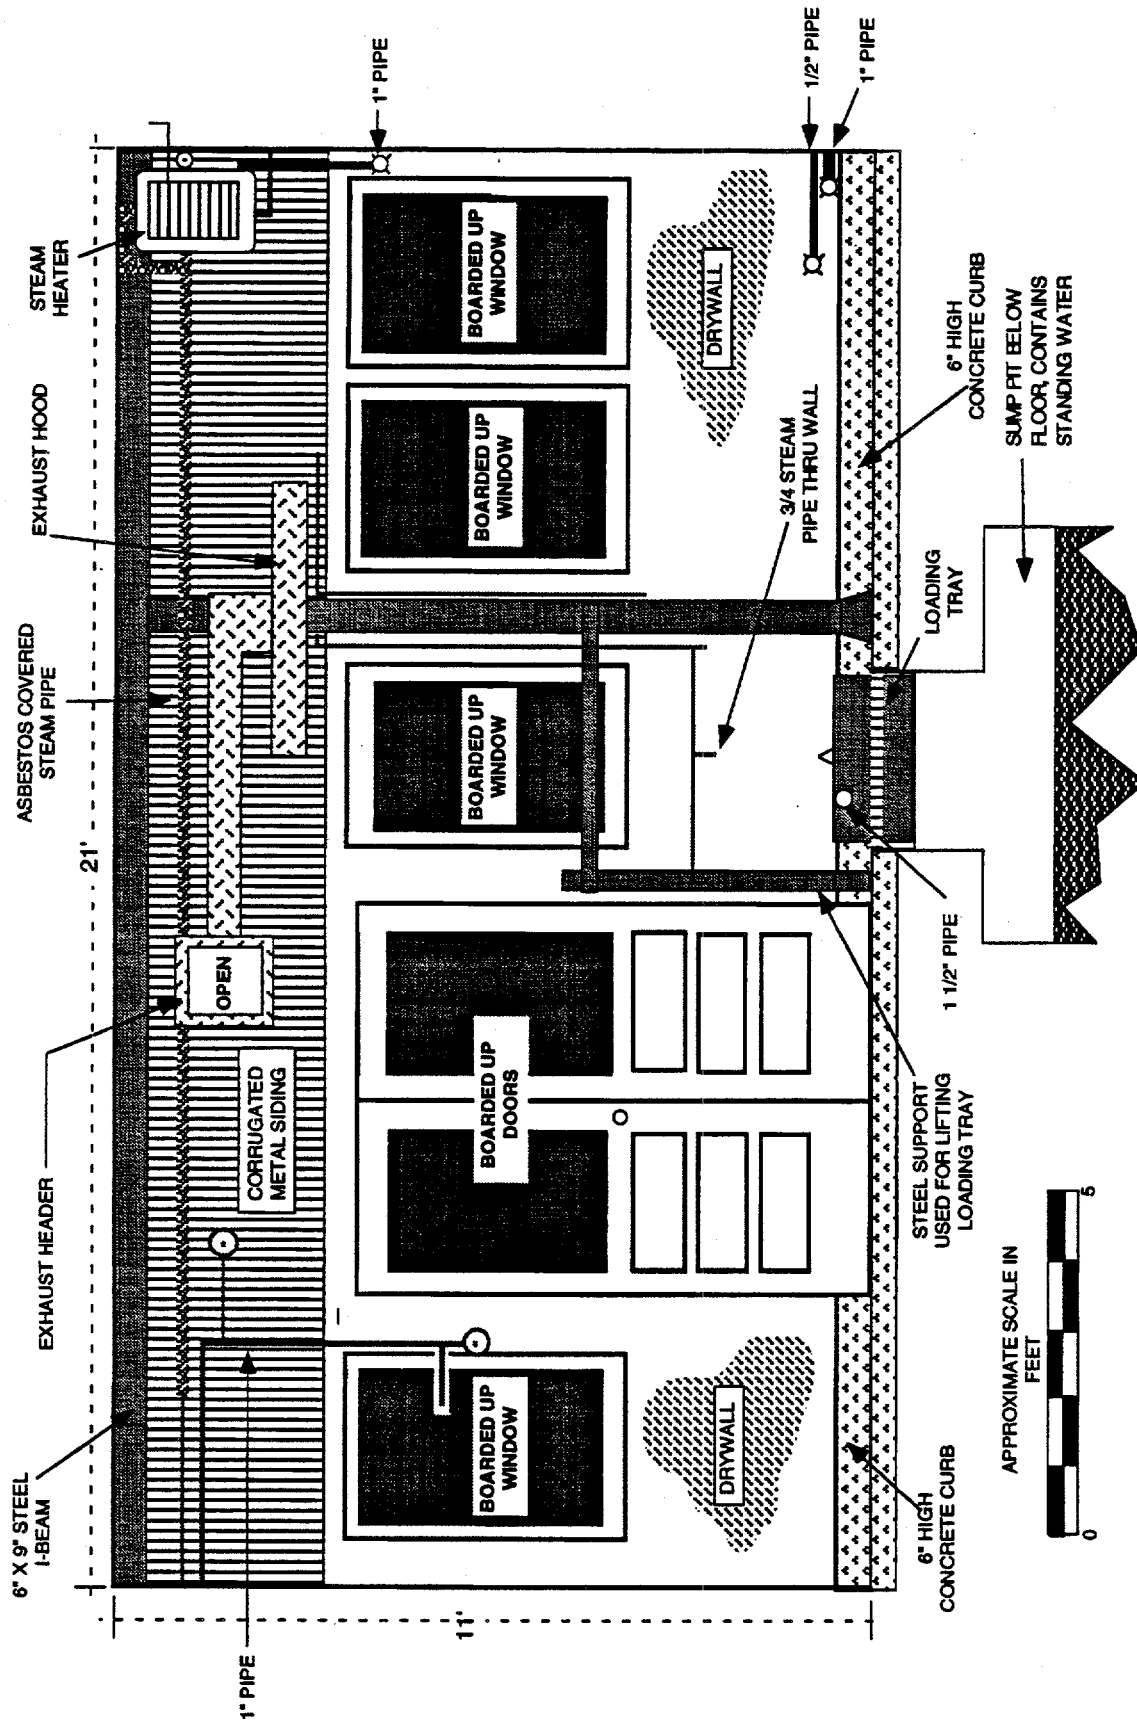 6" X 9" STEEL
I-BEAM
EXHAUST HEADER
21'
ASBESTOS COVERED
STEAM PIPE
EXHAUST HOOD
STEAM
HEATER
1" PIPE
11'
CORRUGATED
METAL SIDING
OPEN
1" PIPE
BOARDED UP
WINDOW
BOARDED UP
DOORS
BOARDED UP
WINDOW
BOARDED UP
WINDOW
BOARDED UP
WINDOW
DRYWALL
DRYWALL
3/4 STEAM
PIPE THRU WALL
1/2" PIPE
1" PIPE
6" HIGH
CONCRETE CURB
STEEL SUPPORT
USED FOR LIFTING
LOADING TRAY
1 1/2" PIPE
LOADING
TRAY
6" HIGH
CONCRETE CURB
SUMP PIT BELOW
FLOOR, CONTAINS
STANDING WATER
APPROXIMATE SCALE IN
FEET
0
5